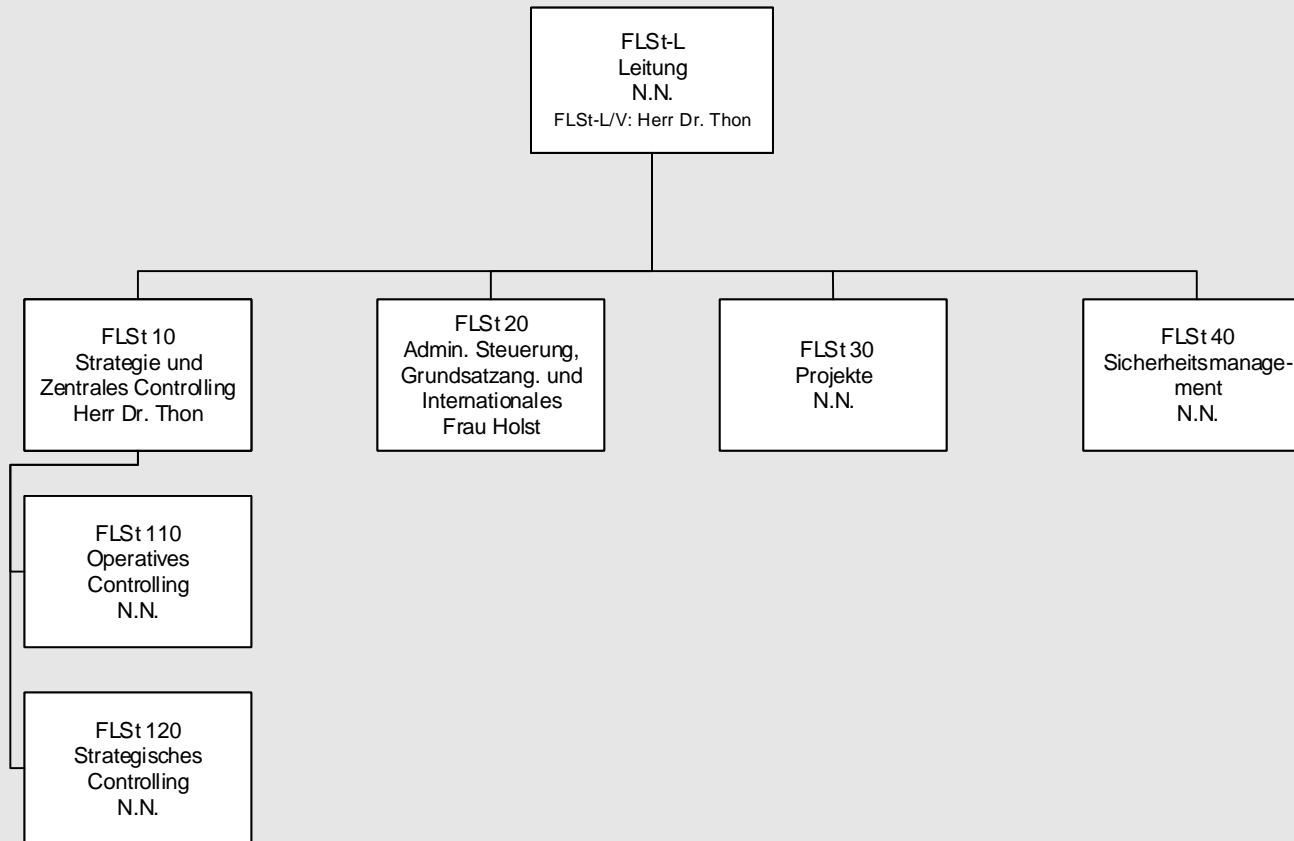 FLSt-L
Leitung
N.N.
FLSt-L/V: Herr Dr. Thon
FLSt 10
Strategie und
Zentrales Controlling
Herr Dr. Thon
FLSt 20
Admin. Steuerung,
Grundsatzang. und
Internationales
Frau Holst
FLSt 30
Projekte
N.N.
FLSt 40
Sicherheitsmanage-
ment
N.N.
FLSt 110
Operatives
Controlling
N.N.
FLSt 120
Strategisches
Controlling
N.N.